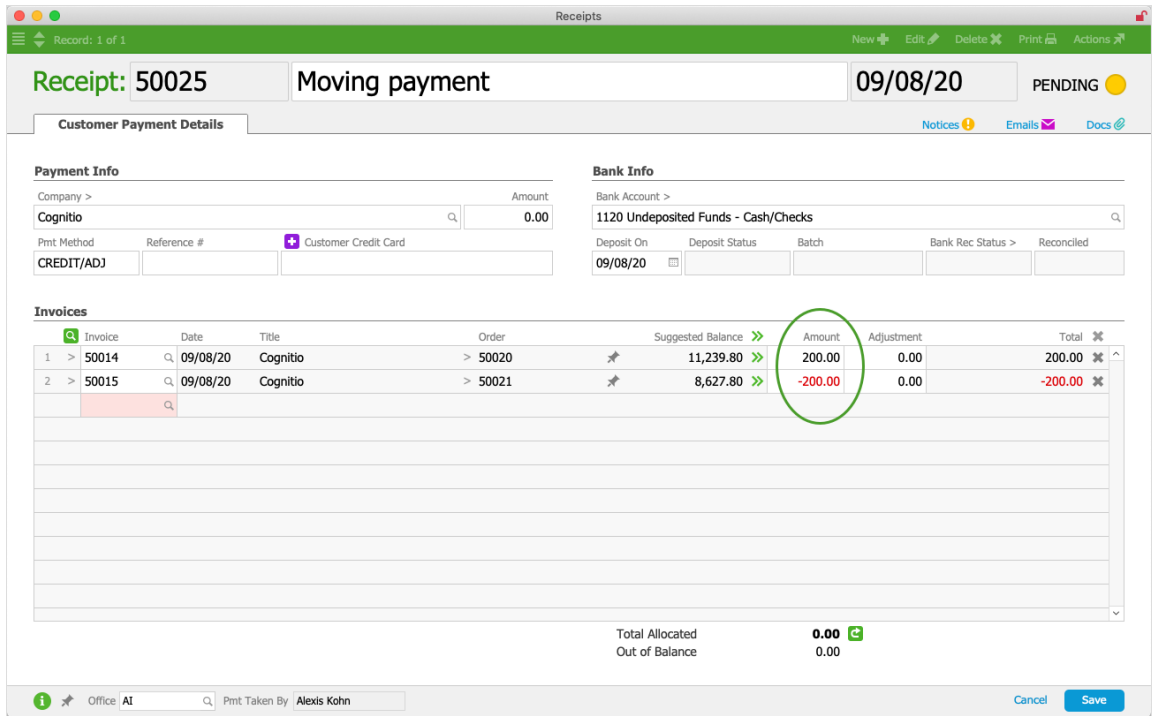 Receipts
Record: 1 of 1 New Edit Delete Print Actions
Receipt: 50025 Moving payment 09/08/20 PENDING
Customer Payment Details Notices Emails Docs
Payment Info Bank Info
Company > Amount Bank Account >
Cognitio 0.00 1120 Undeposited Funds - Cash/Checks
Pmt Method Reference # Customer Credit Card Deposit On Deposit Status Batch Bank Rec Status > Reconciled
CREDIT/ADJ 09/08/20
Invoices
Invoice Date Title Order Suggested Balance Amount Adjustment Total
1 > 50014 09/08/20 Cognitio > 50020 11,239.80 200.00 0.00 200.00
2 > 50015 09/08/20 Cognitio > 50021 8,627.80 -200.00 0.00 -200.00
Total Allocated 0.00
Out of Balance 0.00
Office AI Pmt Taken By Alexis Kohn Cancel Save